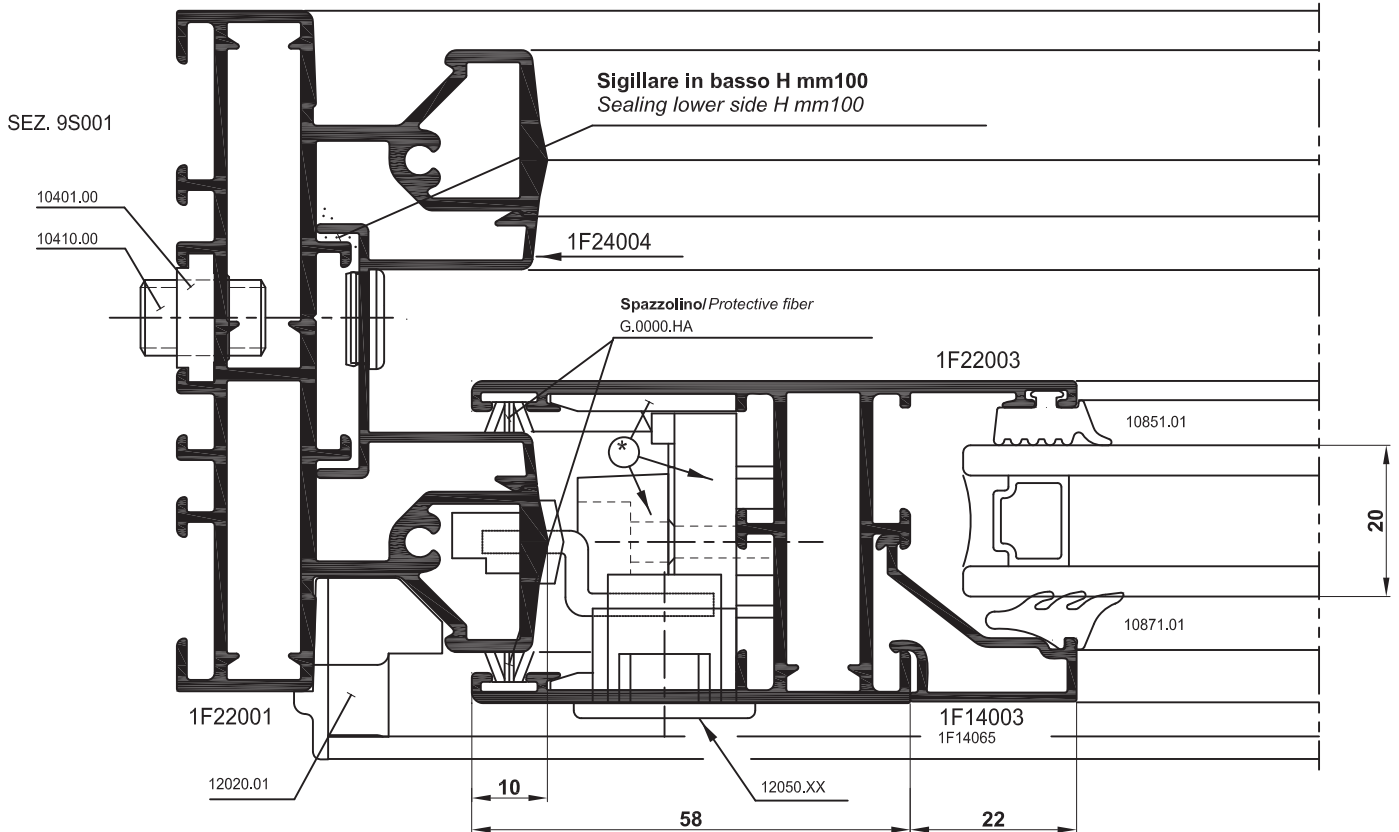 Sigillare in basso H mm100
Sealing lower side H mm100
SEZ. 9S001
10401.00
10410.00
1F24004
Spazzolino/Protective fiber
G.0000.HA
1F22003
10851.01
*
20
10871.01
1F22001
1F14003
1F14065
12020.01
10
12050.XX
58
22